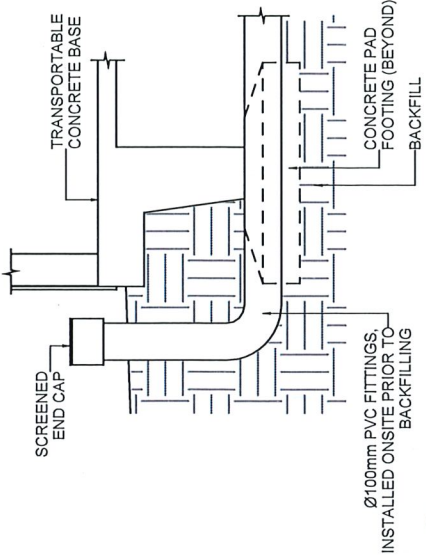 TRANSPORTABLE
CONCRETE BASE
SCREENED
END CAP
CONCRETE PAD
FOOTING (BEYOND)
BACKFILL
Ø100mm PVC FITTINGS,
INSTALLED ONSITE PRIOR TO
BACKFILLING